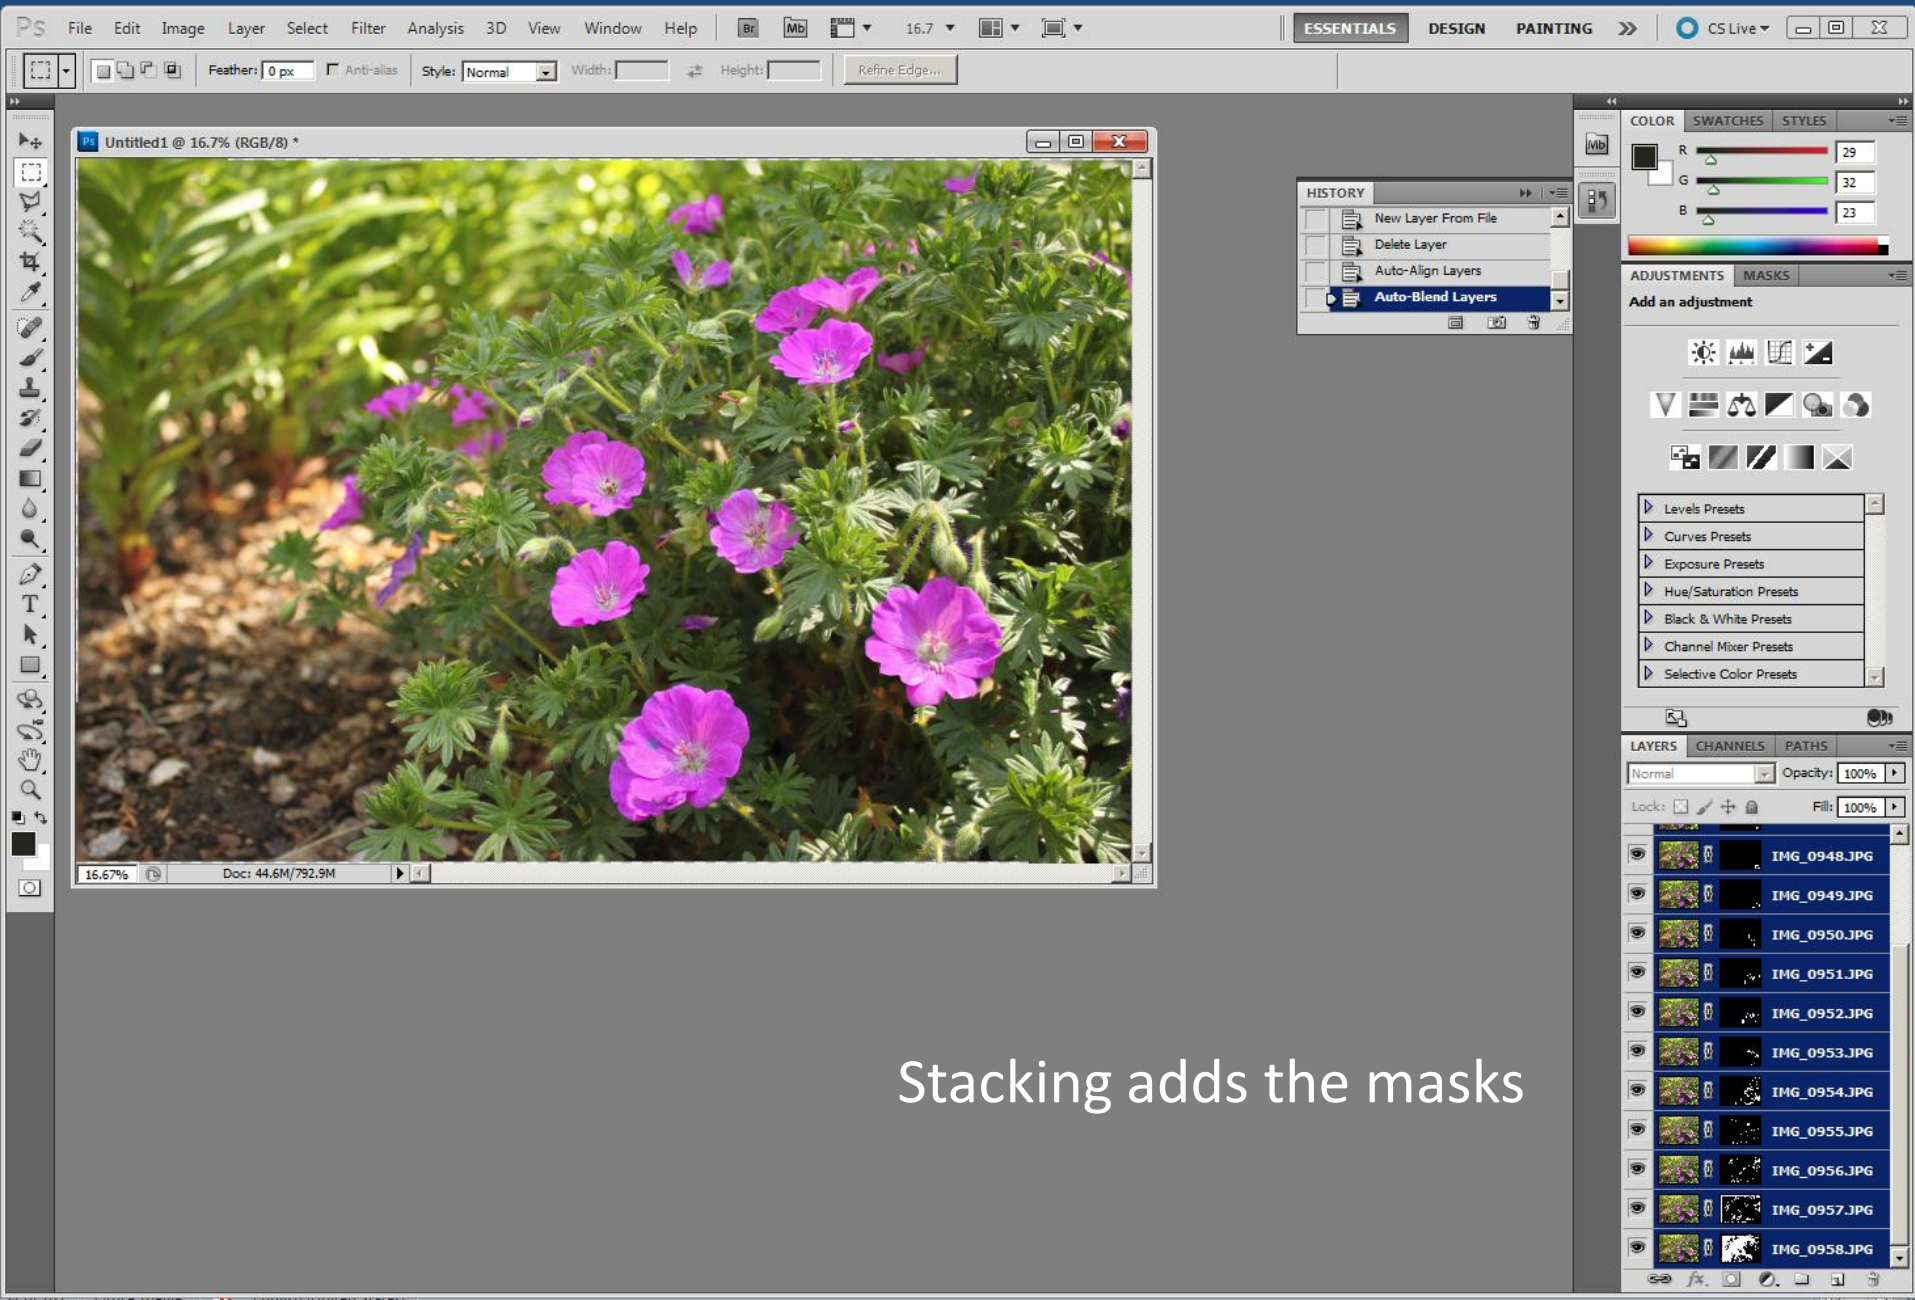 Ps File Edit Image Layer Select Filter Analysis 3D View Window Help Br Mb 16.7 ESSENTIALS DESIGN PAINTING CS Live
Feather: 0 px Anti-alias Style: Normal Width: Height: Refine Edge...
Ps Untitled1 @ 16.7% (RGB/8) *
16.67% Doc: 44.6M/792.9M
HISTORY
New Layer From File
Delete Layer
Auto-Align Layers
Auto-Blend Layers
Mb
COLOR SWATCHES STYLES
R 29
G 32
B 23
ADJUSTMENTS MASKS
Add an adjustment
Levels Presets
Curves Presets
Exposure Presets
Hue/Saturation Presets
Black & White Presets
Channel Mixer Presets
Selective Color Presets
LAYERS CHANNELS PATHS
Normal Opacity: 100%
Lock: Fill: 100%
IMG_0948.JPG
IMG_0949.JPG
IMG_0950.JPG
IMG_0951.JPG
IMG_0952.JPG
IMG_0953.JPG
IMG_0954.JPG
IMG_0955.JPG
IMG_0956.JPG
IMG_0957.JPG
IMG_0958.JPG
fx
Stacking adds the masks